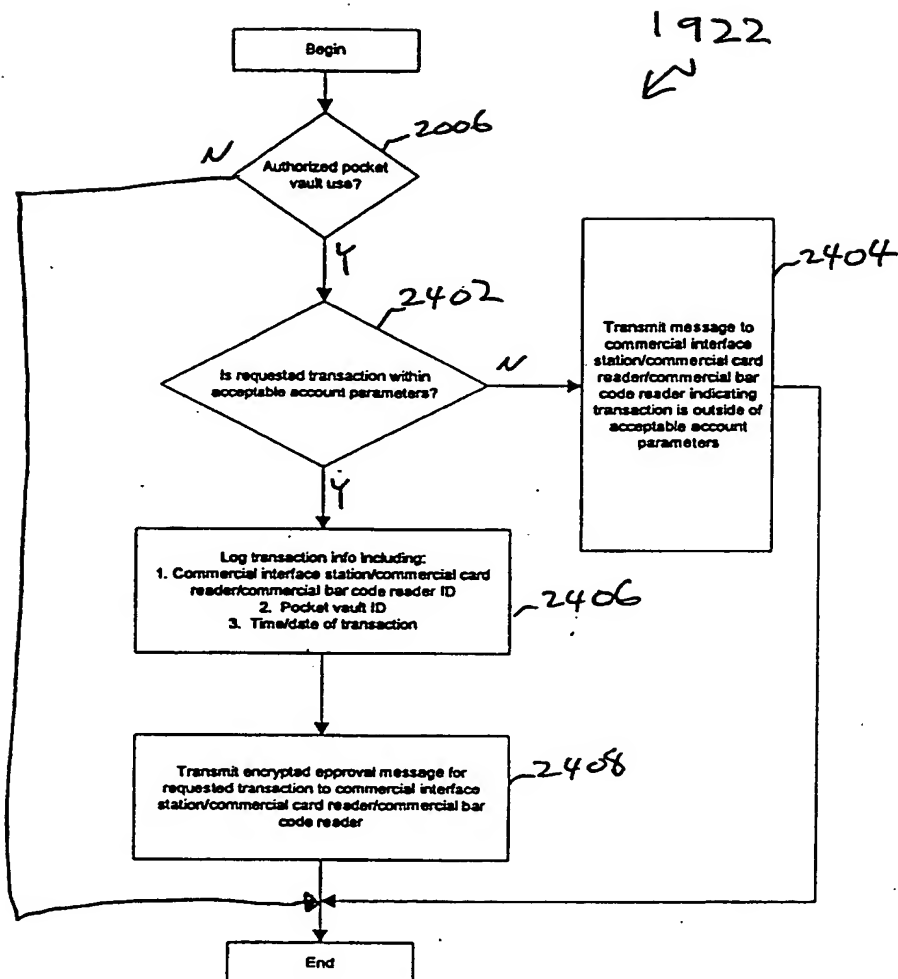 1922
Begin
2006
N
Authorized pocket
vault use?
Y
2402
Is requested transaction within
acceptable account parameters?
N
2404
Transmit message to
commercial interface
station/commercial card
reader/commercial bar
code reader indicating
transaction is outside of
acceptable account
parameters
Y
Log transaction info including:
1. Commercial interface station/commercial card
reader/commercial bar code reader ID
2. Pocket vault ID
3. Time/date of transaction
2406
Transmit encrypted approval message for
requested transaction to commercial interface
station/commercial card reader/commercial bar
code reader
2408
End